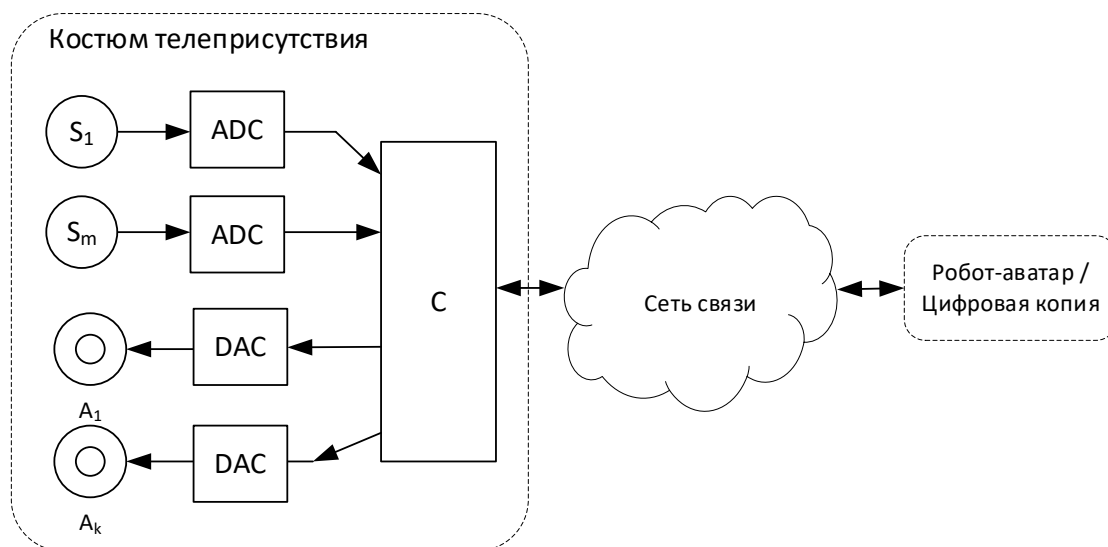 Костюм телеприсутствия
S₁
ADC
Sₘ
ADC
C
DAC
A₁
DAC
Aₖ
Сеть связи
Робот-аватар /
Цифровая копия